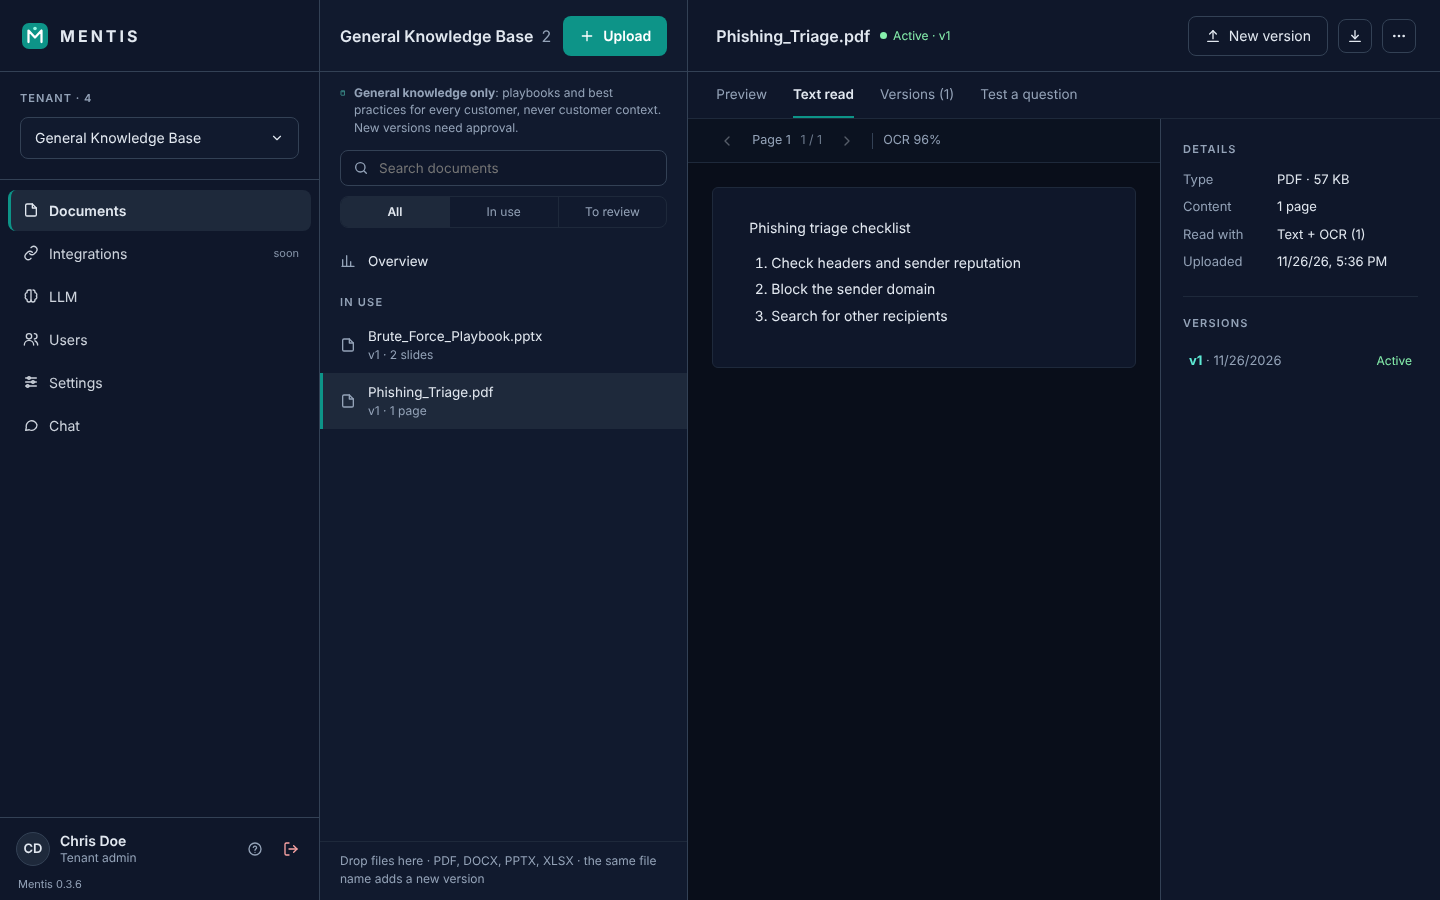 MENTIS
TENANT · 4
General Knowledge Base
Documents
Integrations soon
LLM
Users
Settings
Chat
CD
Chris Doe
Tenant admin
Mentis 0.3.6
General Knowledge Base 2
Upload
General knowledge only: playbooks and best
practices for every customer, never customer context.
New versions need approval.
Search documents
All In use To review
Overview
IN USE
Brute_Force_Playbook.pptx
v1 · 2 slides
Phishing_Triage.pdf
v1 · 1 page
Drop files here · PDF, DOCX, PPTX, XLSX · the same file
name adds a new version
Phishing_Triage.pdf Active · v1
New version
Preview Text read Versions (1) Test a question
Page 1 1 / 1 OCR 96%
Phishing triage checklist
1. Check headers and sender reputation
2. Block the sender domain
3. Search for other recipients
DETAILS
Type PDF · 57 KB
Content 1 page
Read with Text + OCR (1)
Uploaded 11/26/26, 5:36 PM
VERSIONS
v1 · 11/26/2026 Active